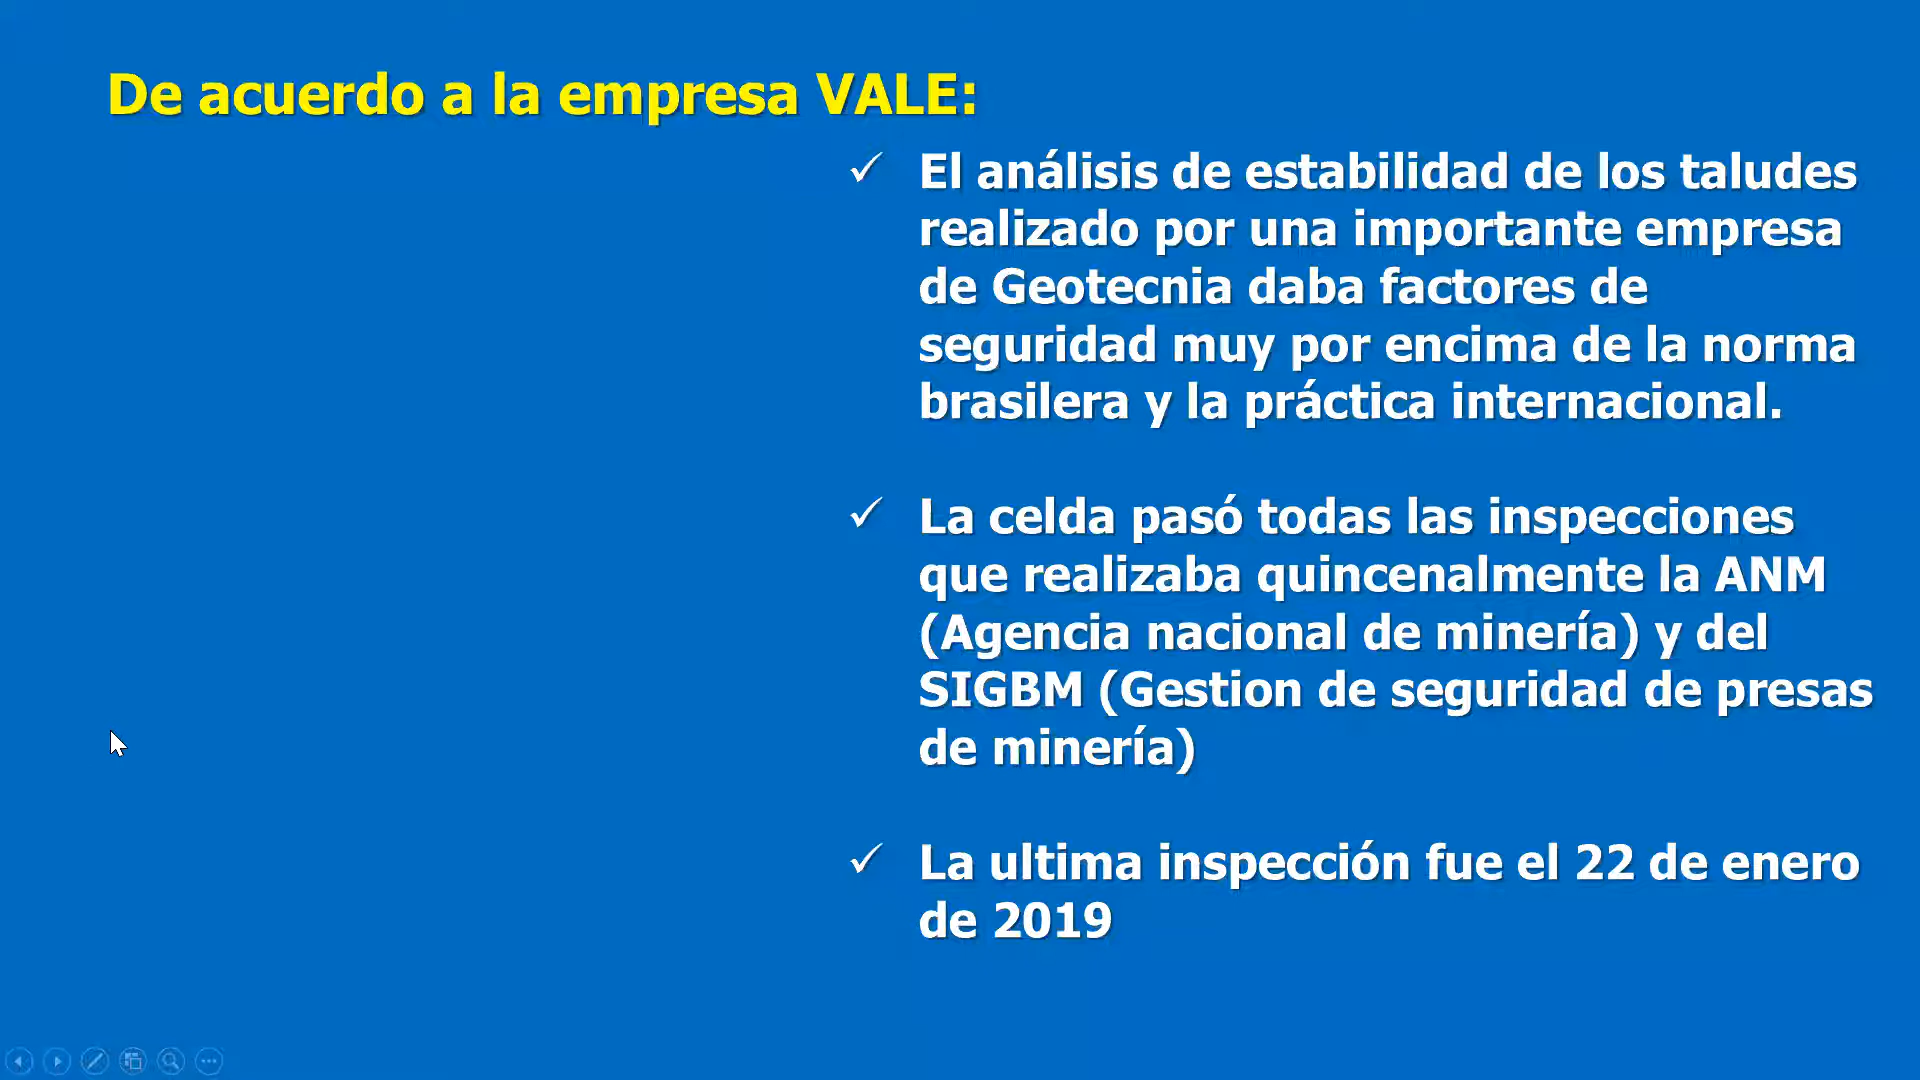 De acuerdo a la empresa VALE:
✓ El análisis de estabilidad de los taludes
realizado por una importante empresa
de Geotecnia daba factores de
seguridad muy por encima de la norma
brasilera y la práctica internacional.
✓ La celda pasó todas las inspecciones
que realizaba quincenalmente la ANM
(Agencia nacional de minería) y del
SIGBM (Gestion de seguridad de presas
de minería)
✓ La ultima inspección fue el 22 de enero
de 2019